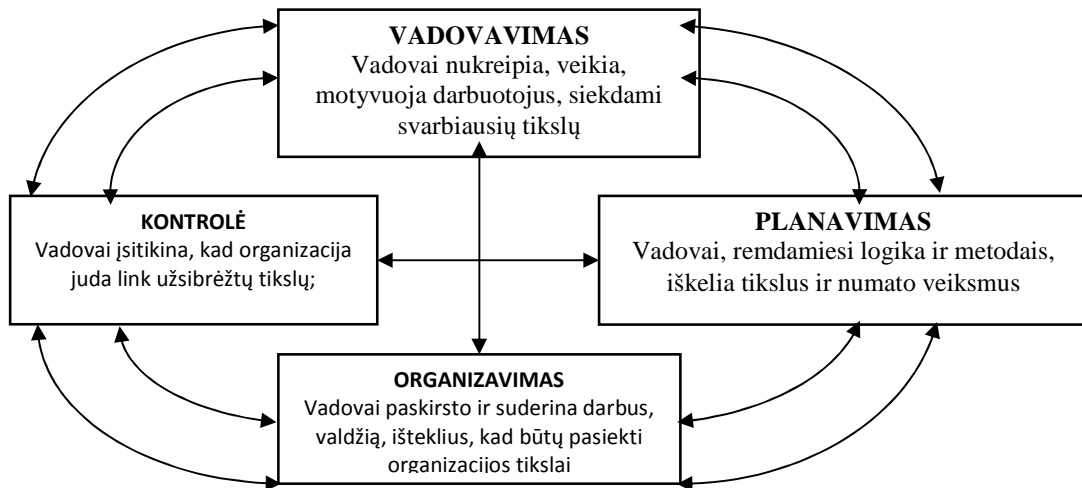 VADOVAVIMAS
Vadovai nukreipia, veikia,
motyvuoja darbuotojus, siekdami
svarbiausių tikslų
KONTROLĖ
Vadovai įsitikina, kad organizacija
juda link užsibrėžtų tikslų;
PLANAVIMAS
Vadovai, remdamiesi logika ir metodais,
iškelia tikslus ir numato veiksmus
ORGANIZAVIMAS
Vadovai paskirsto ir suderina darbus,
valdžią, išteklius, kad būtų pasiekti
organizacijos tikslai